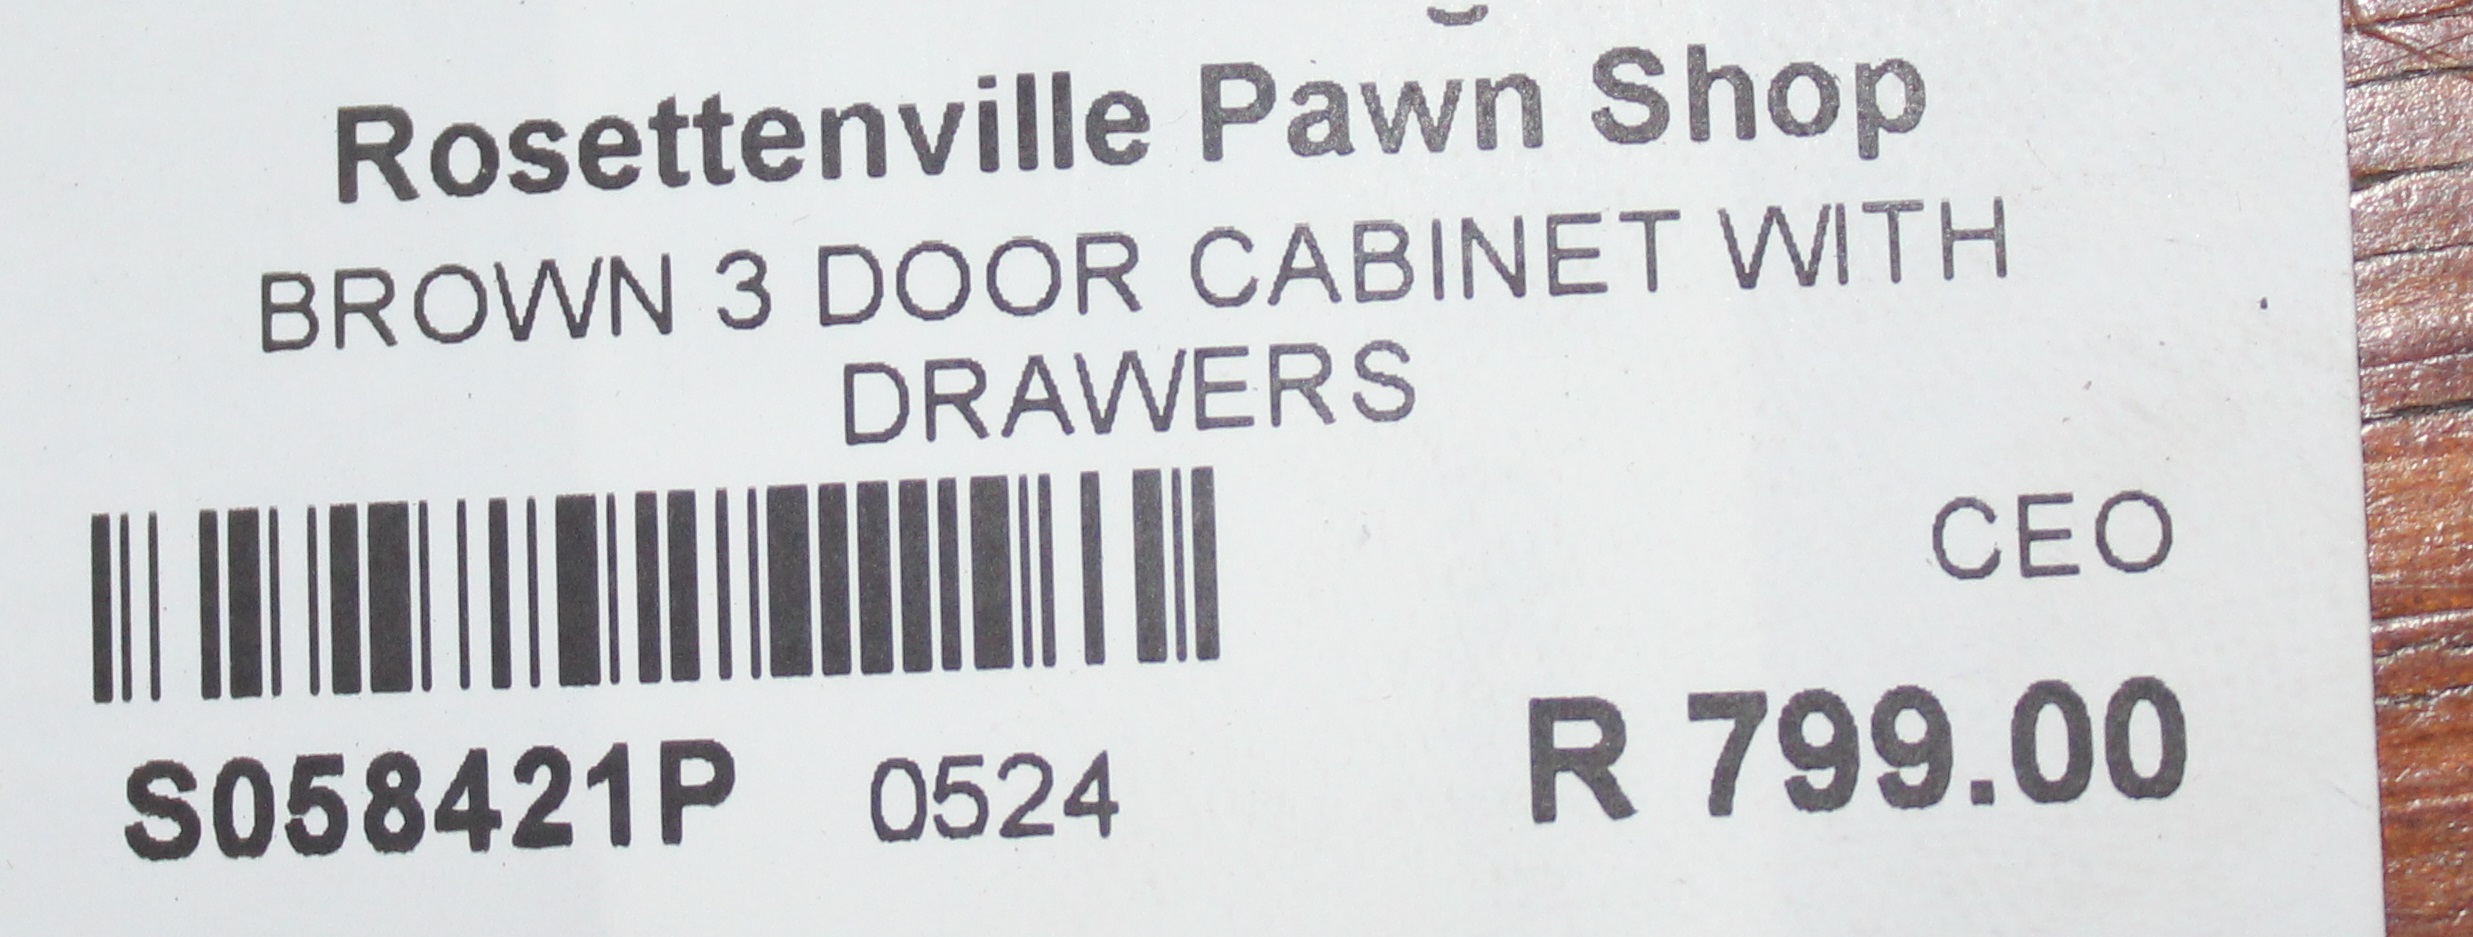 Rosettenville Pawn Shop
BROWN 3 DOOR CABINET WITH
DRAWERS
CEO
S058421P 0524
R 799.00